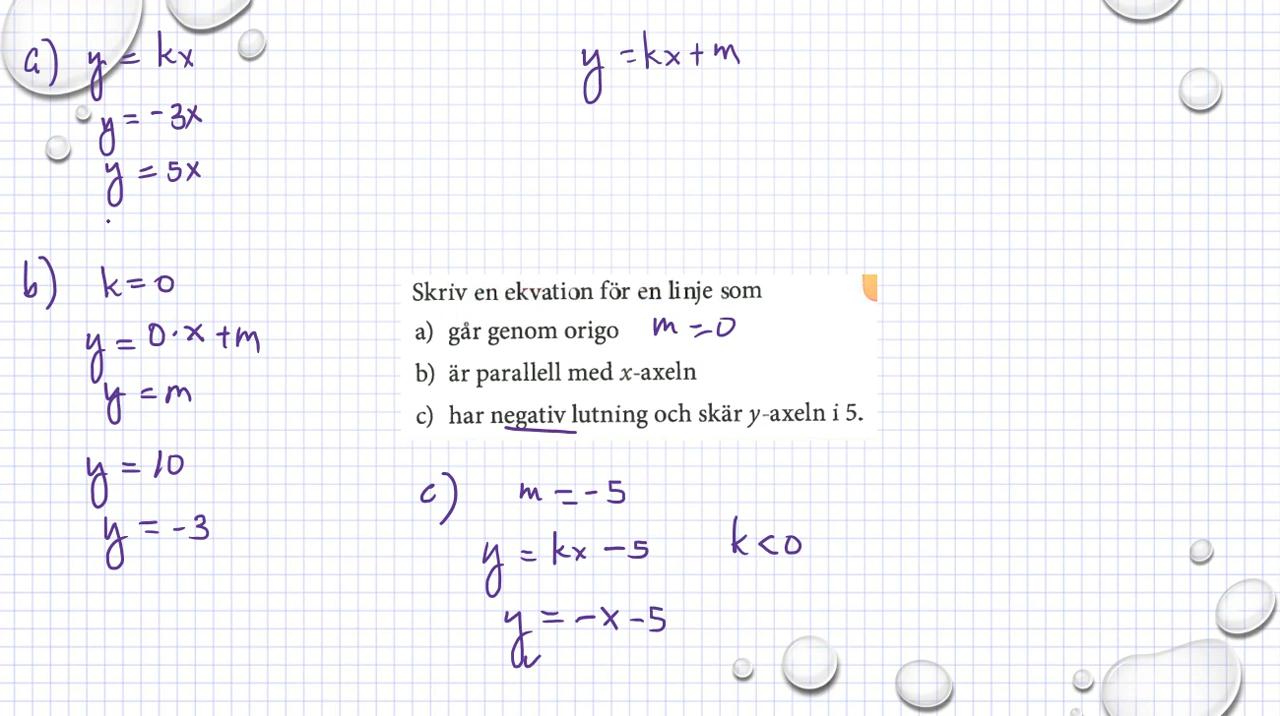 a) y = kx
y = -3x
y = 5x
y = kx + m
b) k = 0
y = 0·x + m
y = m
y = 10
y = -3
Skriv en ekvation för en linje som
a) går genom origo m = 0
b) är parallell med x-axeln
c) har negativ lutning och skär y-axeln i 5.
c) m = -5
y = kx - 5 k < 0
y = -x - 5